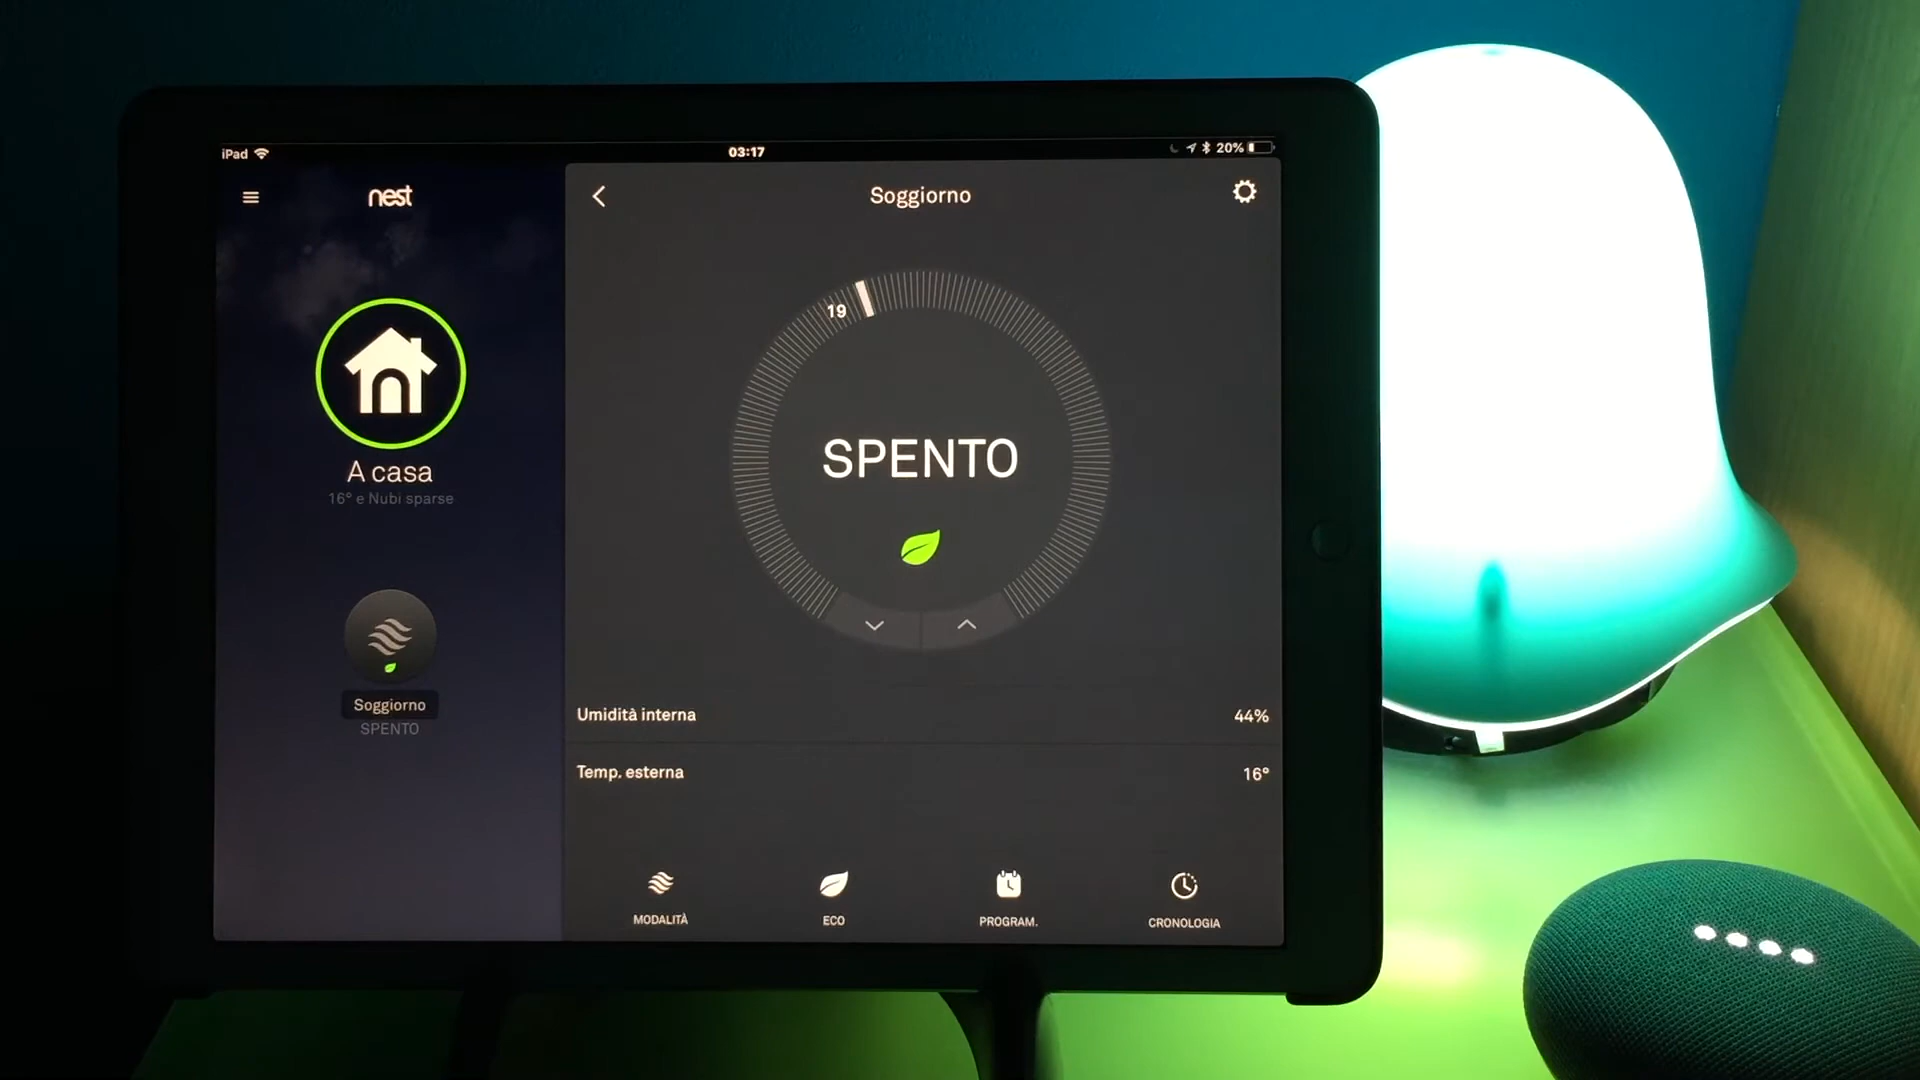 iPad
03:17
20%
nest
Soggiorno
19
SPENTO
A casa
16° e Nubi sparse
Soggiorno
SPENTO
Umidità interna
44%
Temp. esterna
16°
MODALITÀ
ECO
PROGRAM.
CRONOLOGIA